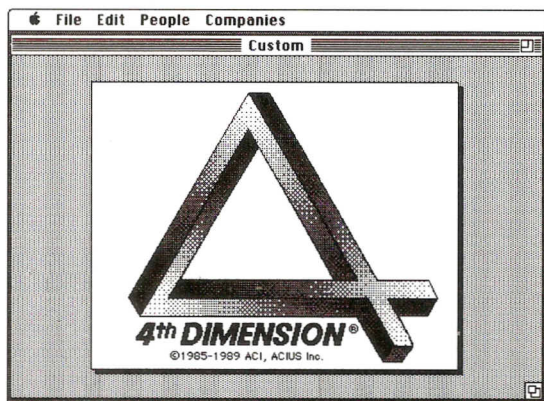 File Edit People Companies
Custom
4th DIMENSION®
©1985-1989 ACI, ACIUS Inc.